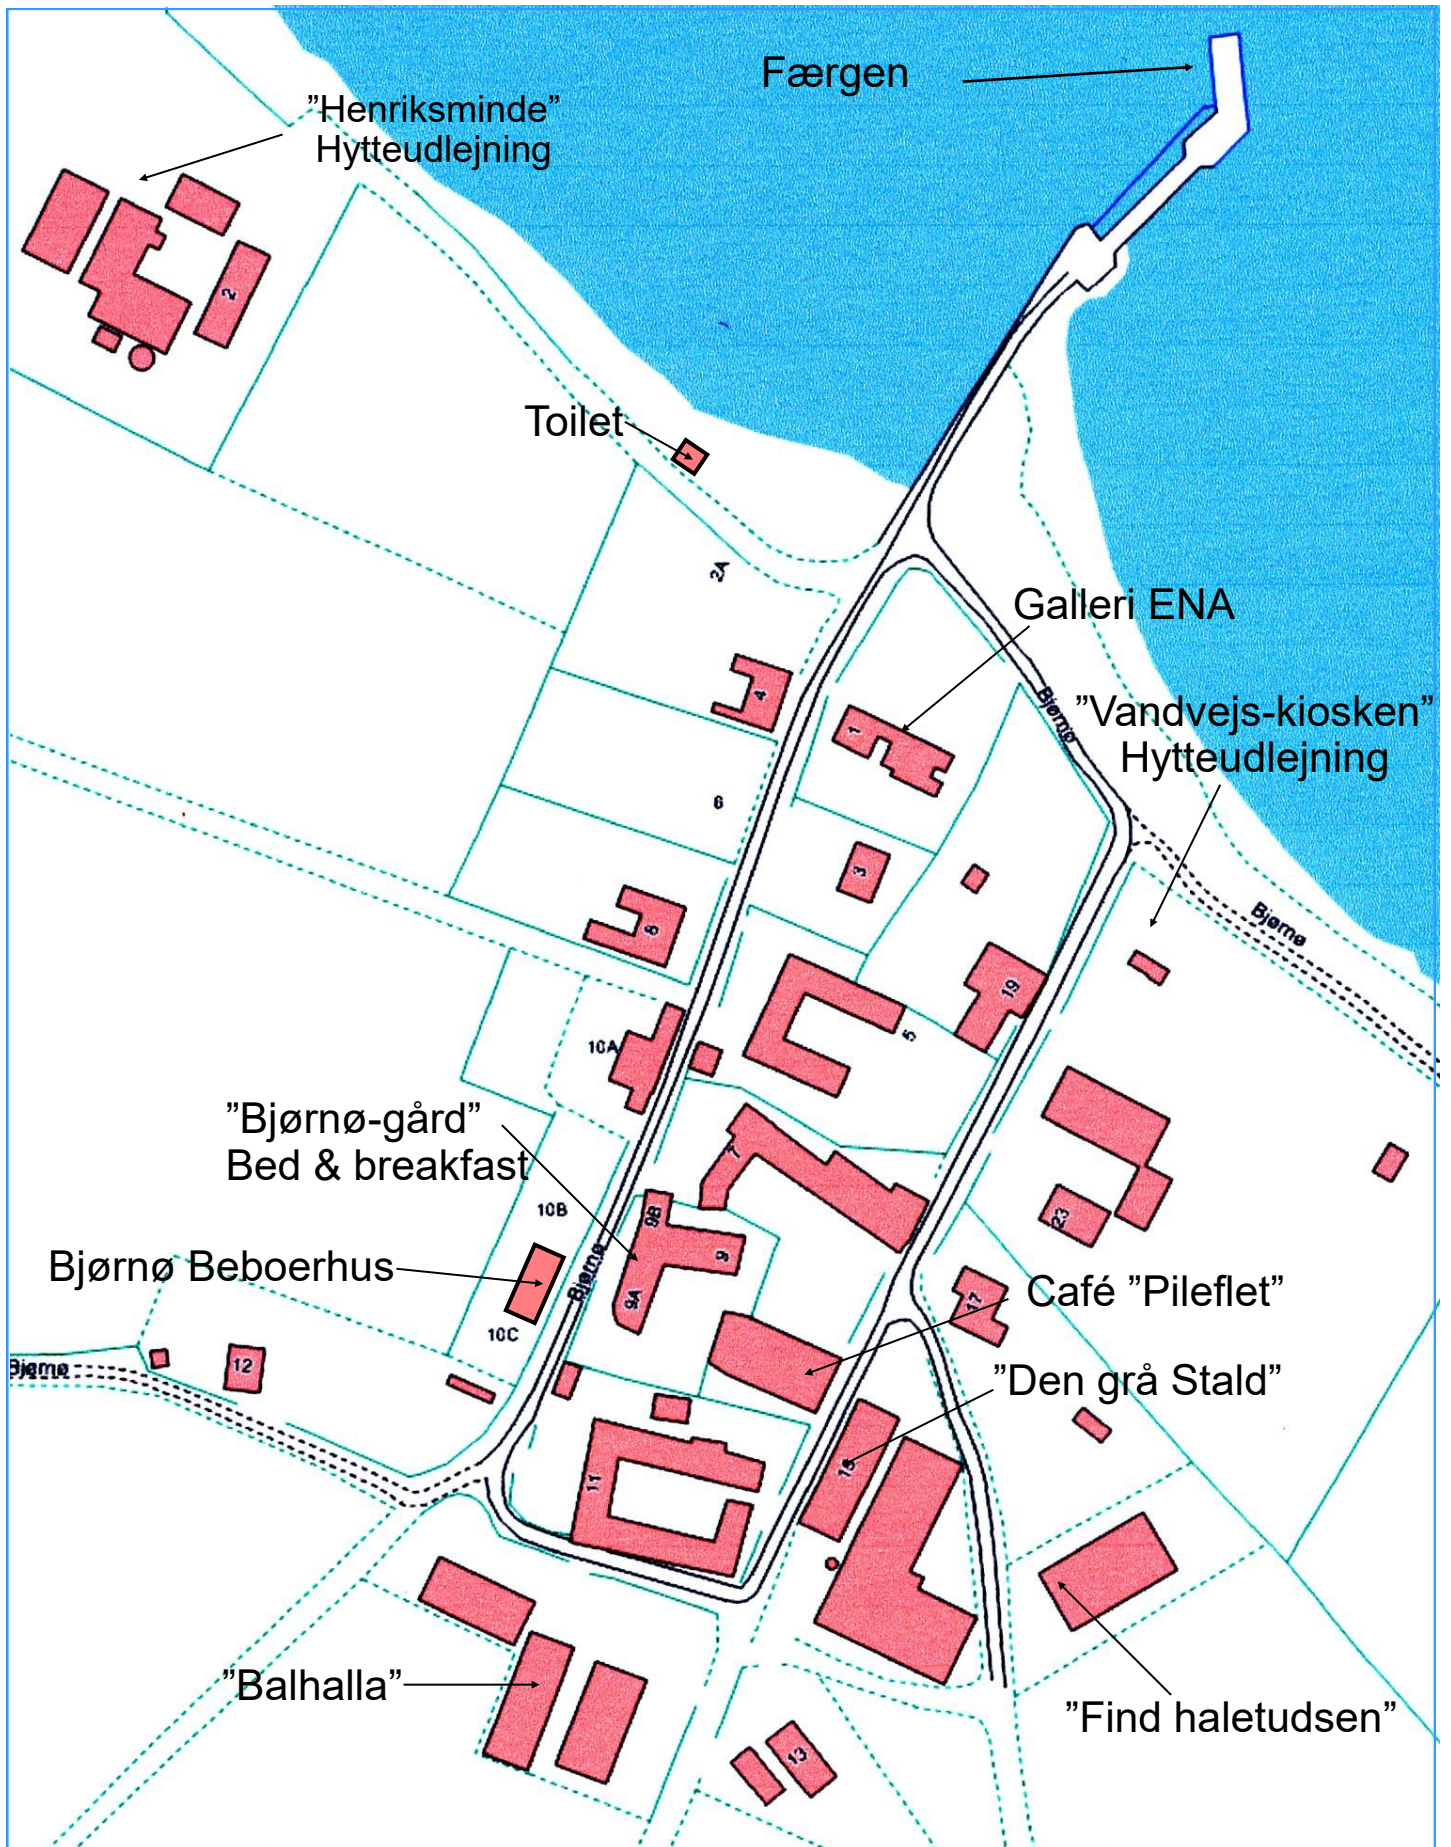 Færgen
”Henriksminde”
Hytteudlejning
2
Toilet
2A
Galleri ENA
4
Bjørnø
”Vandvejs-kiosken”
Hytteudlejning
1
6
3
6
Bjørnø
19
5
10A
”Bjørnø-gård”
Bed & breakfast
7
10B
9B
23
9
Bjørnø
Bjørnø Beboerhus
9A
17
Café ”Pileflet”
10C
Bjørnø
12
”Den grå Stald”
15
11
”Balhalla”
”Find haletudsen”
13